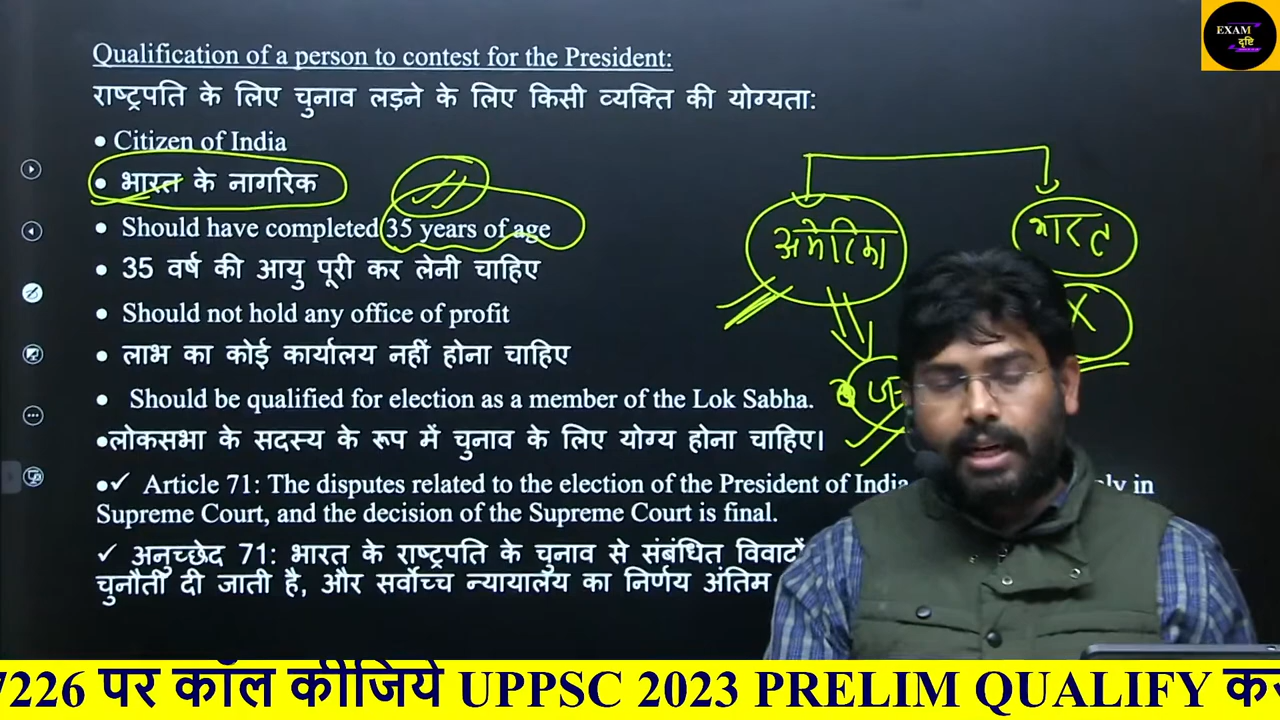 EXAM
दृष्टि
Qualification of a person to contest for the President:
राष्ट्रपति के लिए चुनाव लड़ने के लिए किसी व्यक्ति की योग्यता:
• Citizen of India
• भारत के नागरिक
• Should have completed 35 years of age
• 35 वर्ष की आयु पूरी कर लेनी चाहिए
• Should not hold any office of profit
• लाभ का कोई कार्यालय नहीं होना चाहिए
• Should be qualified for election as a member of the Lok Sabha.
•लोकसभा के सदस्य के रूप में चुनाव के लिए योग्य होना चाहिए।
•✓ Article 71: The disputes related to the election of the President of India ly in
Supreme Court, and the decision of the Supreme Court is final.
✓ अनुच्छेद 71: भारत के राष्ट्रपति के चुनाव से संबंधित विवादों
चुनौती दी जाती है, और सर्वोच्च न्यायालय का निर्णय अंतिम
अमेरिका
भारत
X
7226 पर कॉल कीजिये UPPSC 2023 PRELIM QUALIFY